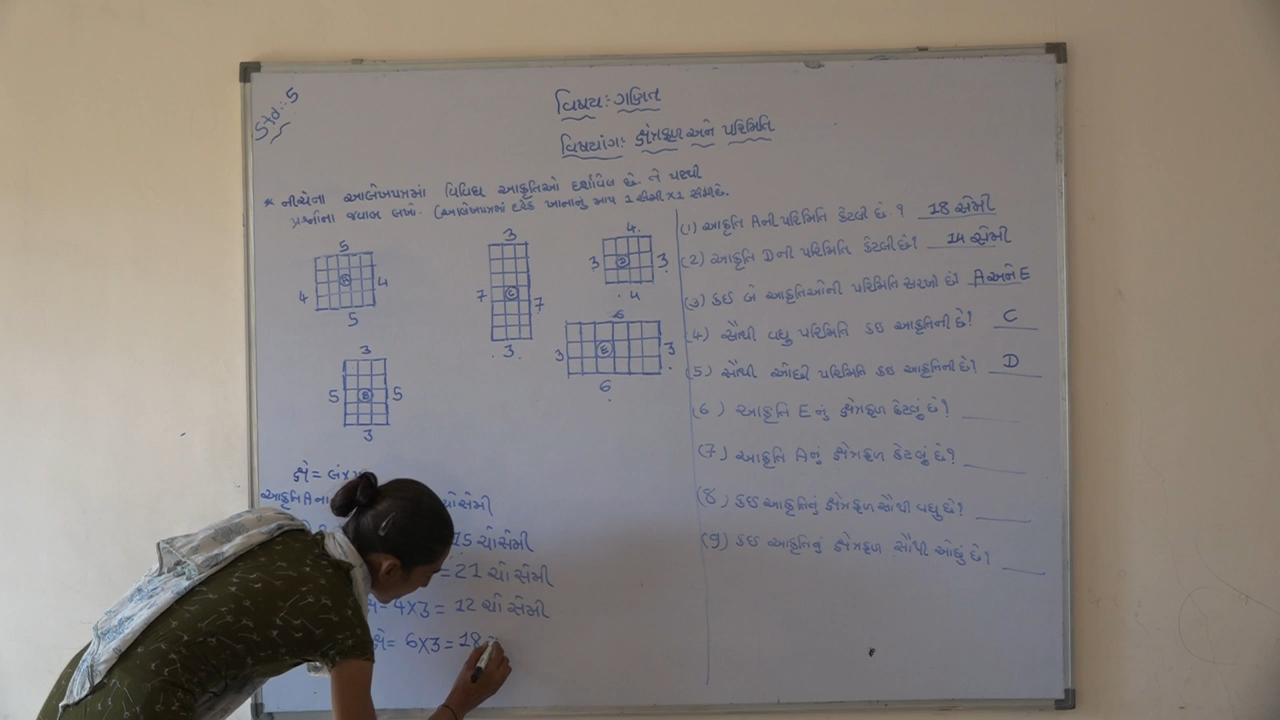 Std.:5
વિષય: ગણિત
વિષયાંગ: ક્ષેત્રફળ અને પરિમિતિ
* નીચેના આલેખપત્રમાં વિવિધ આકૃતિઓ દર્શાવેલ છે. તે પરથી
પ્રશ્નોના જવાબ લખો. (આલેખપત્રમાં દરેક ખાનાનું માપ 1 સેમી × 1 સેમી છે.
5
4 A 4
5
3
7 C 7
3
4
3 D 3
4
6
3 E 3
6
3
5 B 5
3
ક્ષે = લં×
આકૃતિ A ના ચોસેમી
15 ચોસેમી
= 21 ચો સેમી
ક્ષે= 4×3 = 12 ચો સેમી
ક્ષે= 6×3 = 18
(1) આકૃતિ A ની પરિમિતિ કેટલી છે ? 18 સેમી
(2) આકૃતિ D ની પરિમિતિ કેટલી છે? 14 સેમી
(3) કઈ બે આકૃતિઓની પરિમિતિ સરખી છે? A અને E
(4) સૌથી વધુ પરિમિતિ કઇ આકૃતિની છે? C
(5) સૌથી ઓછી પરિમિતિ કઇ આકૃતિની છે? D
(6) આકૃતિ E નું ક્ષેત્રફળ કેટલું છે?
(7) આકૃતિ A નું ક્ષેત્રફળ કેટલું છે?
(8) કઇ આકૃતિનું ક્ષેત્રફળ સૌથી વધુ છે?
(9) કઇ આકૃતિનું ક્ષેત્રફળ સૌથી ઓછું છે?